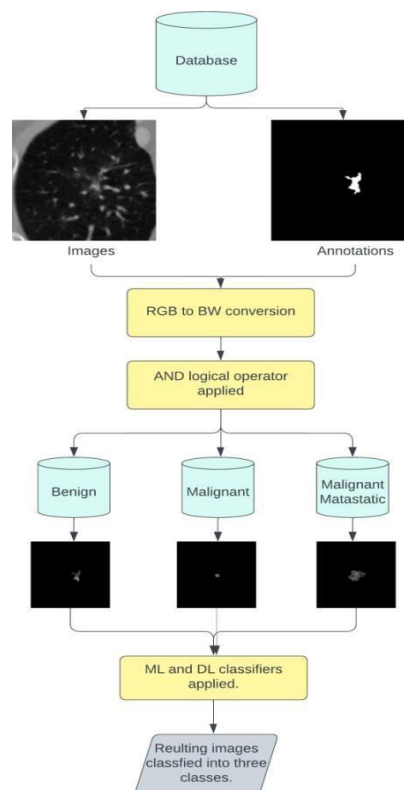 Database
Images
Annotations
RGB to BW conversion
AND logical operator
applied
Benign
Malignant
Malignant
Matastatic
ML and DL classifiers
applied.
Reulting images
classfied into three
classes.